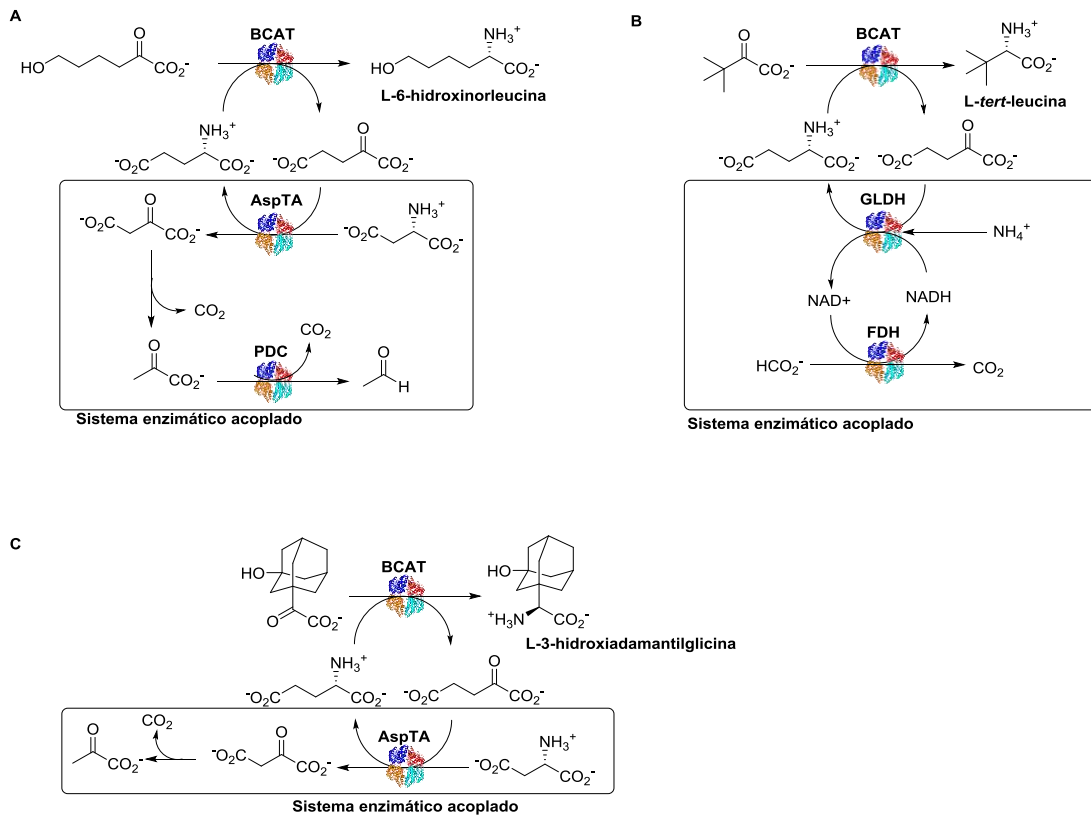 A
O
BCAT
NH₃⁺
HO
CO₂⁻
HO
CO₂⁻
L-6-hidroxinorleucina
NH₃⁺
O
⁻O₂C
CO₂⁻
⁻O₂C
CO₂⁻
AspTA
O
NH₃⁺
⁻O₂C
CO₂⁻
⁻O₂C
CO₂⁻
CO₂
CO₂
O
PDC
O
CO₂⁻
H
Sistema enzimático acoplado
B
O
BCAT
NH₃⁺
CO₂⁻
CO₂⁻
L-tert-leucina
NH₃⁺
O
⁻O₂C
CO₂⁻
⁻O₂C
CO₂⁻
GLDH
NH₄⁺
NAD+
NADH
FDH
HCO₂⁻
CO₂
Sistema enzimático acoplado
C
HO
BCAT
HO
O
CO₂⁻
⁺H₃N
CO₂⁻
L-3-hidroxiadamantilglicina
NH₃⁺
O
⁻O₂C
CO₂⁻
⁻O₂C
CO₂⁻
CO₂
O
O
AspTA
NH₃⁺
CO₂⁻
⁻O₂C
CO₂⁻
⁻O₂C
CO₂⁻
Sistema enzimático acoplado